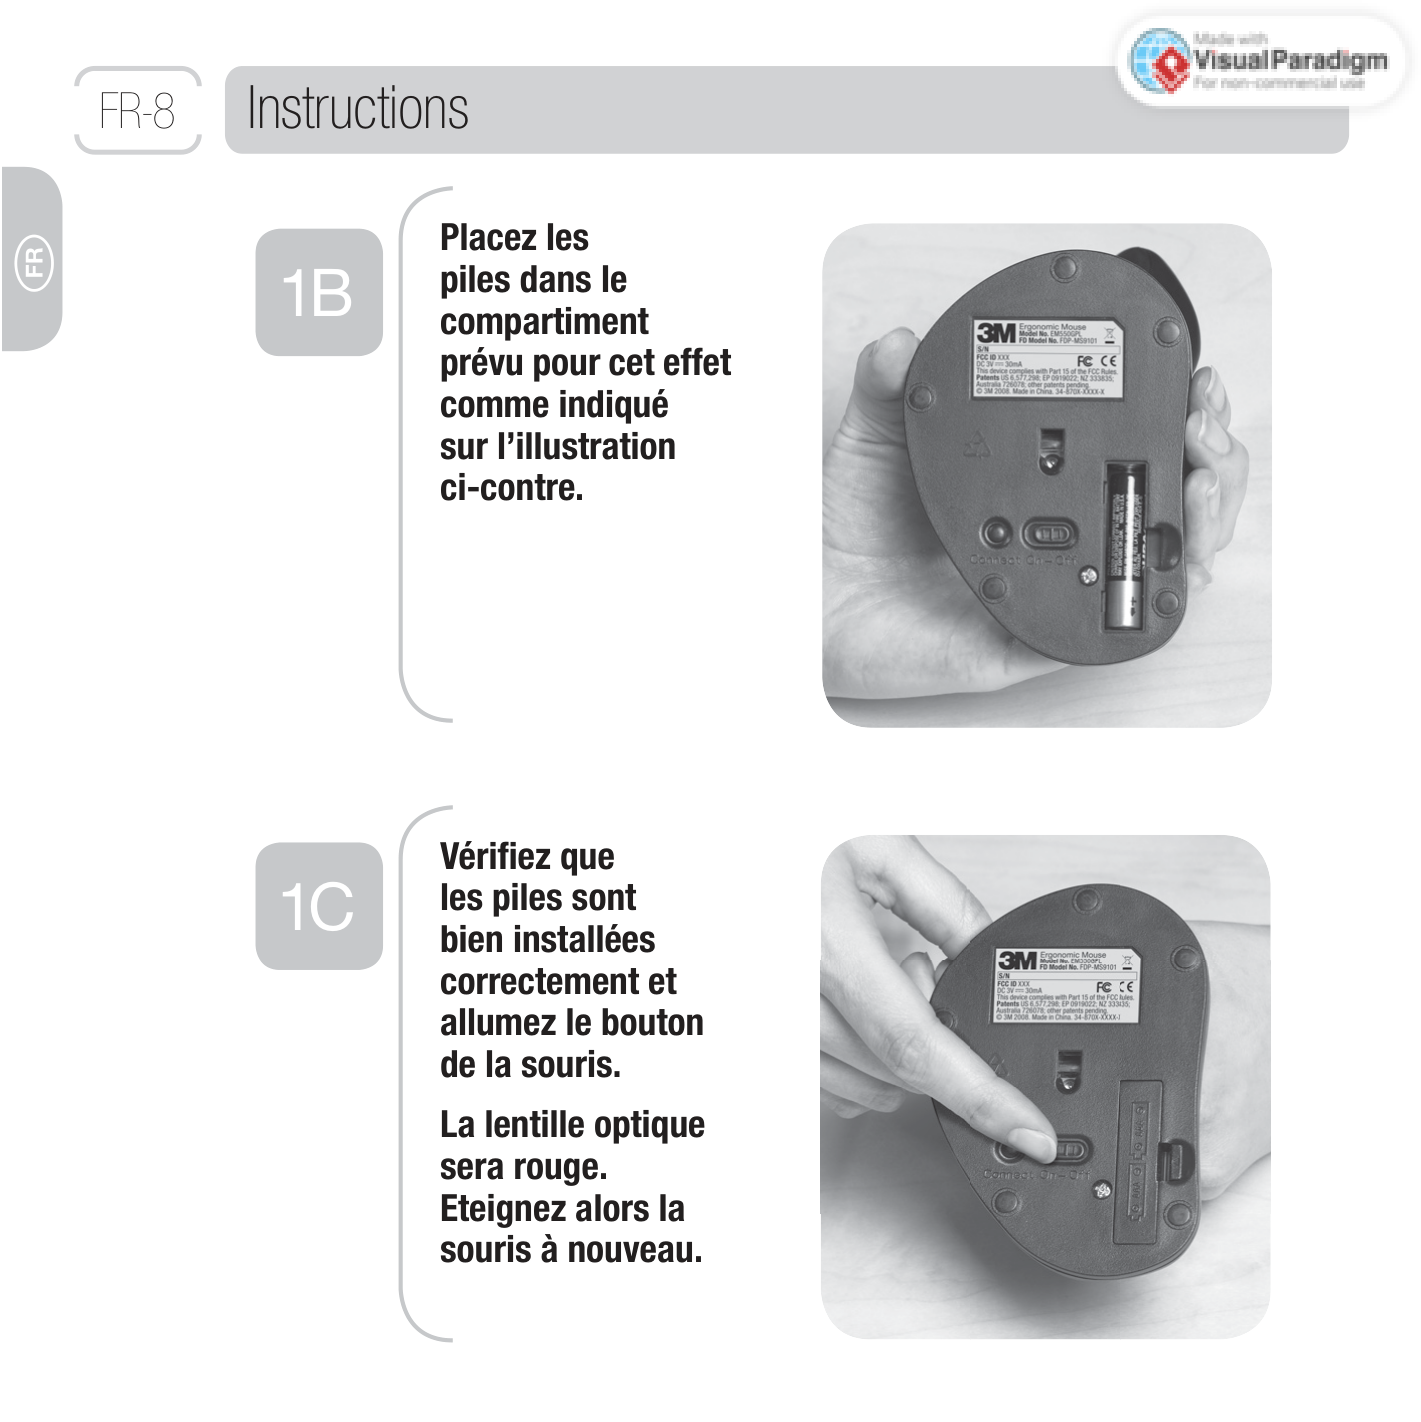 Made with
Visual Paradigm
For non-commercial use
FR-8
Instructions
FR
1B
Placez les
piles dans le
compartiment
prévu pour cet effet
comme indiqué
sur l’illustration
ci-contre.
3M Ergonomic Mouse
Model No. EM550GPL
FD Model No. FDP-MS9101
S/N
FCC ID XXX
DC 3V 30mA
FC CE
This device complies with Part 15 of the FCC Rules.
Patents US 6,577,298; EP 0919022; NZ 333835;
Australia 726078; other patents pending.
© 3M 2008. Made in China. 34-870X-XXXX-X
Connect On – Off
1C
Vérifiez que
les piles sont
bien installées
correctement et
allumez le bouton
de la souris.
La lentille optique
sera rouge.
Eteignez alors la
souris à nouveau.
3M Ergonomic Mouse
Model No.
FD Model No. FDP-MS9101
S/N
FCC ID XXX
DC 3V 30mA
FC CE
This device complies with Part 15 of the FCC Rules.
Patents US 6,577,298; EP 0919022; NZ
Australia 726078; other patents pending.
© 3M 2008. Made in China. 34-870X-XXXX-
Connect On – Off
AAA
AAA